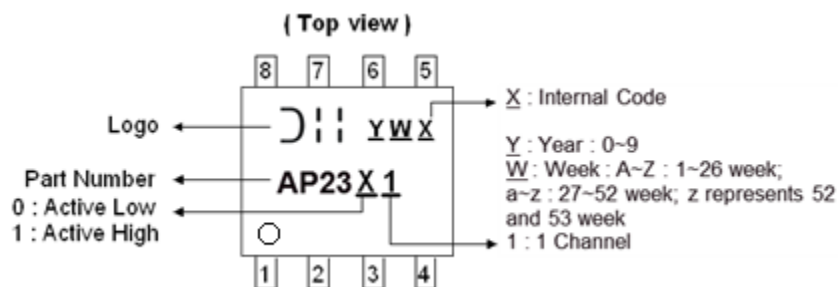 ( Top view )
8 7 6 5
Logo
Y W X
X : Internal Code
Y : Year : 0~9
W : Week : A~Z : 1~26 week;
a~z : 27~52 week; z represents 52
and 53 week
Part Number
AP23 X 1
0 : Active Low
1 : Active High
1 : 1 Channel
1 2 3 4